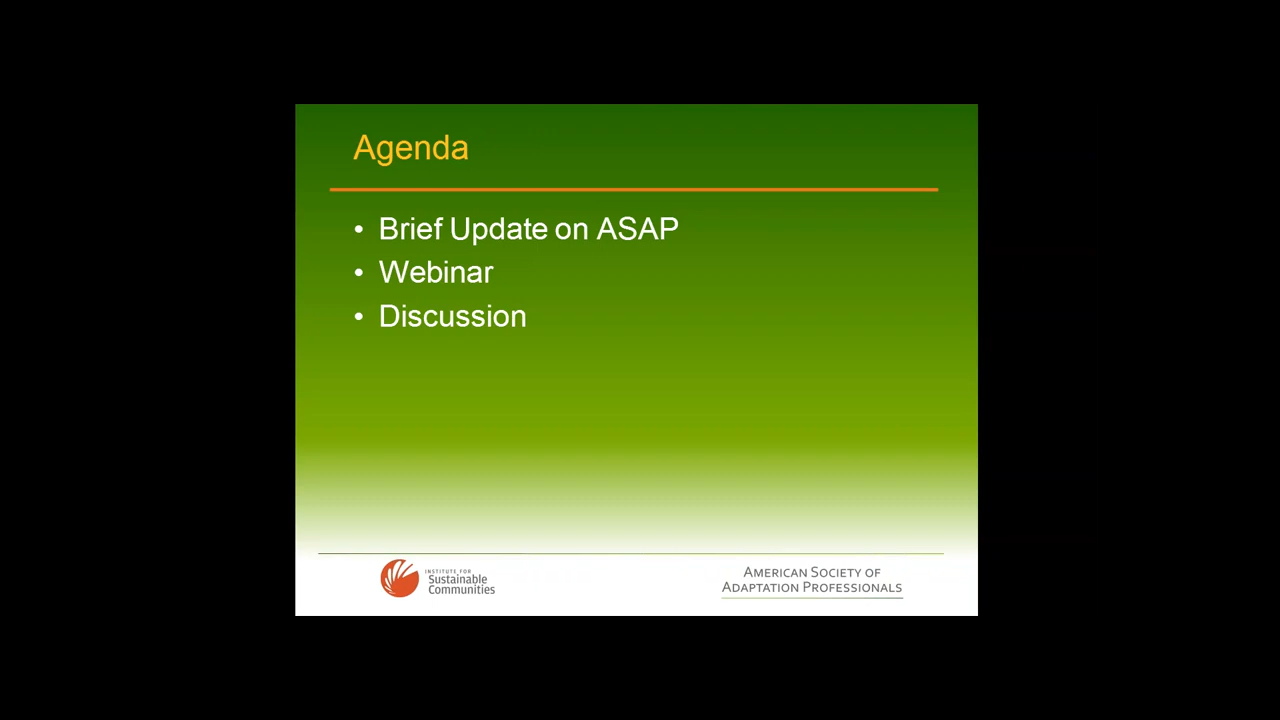 Agenda
• Brief Update on ASAP
• Webinar
• Discussion
INSTITUTE FOR
Sustainable
Communities
AMERICAN SOCIETY OF
ADAPTATION PROFESSIONALS